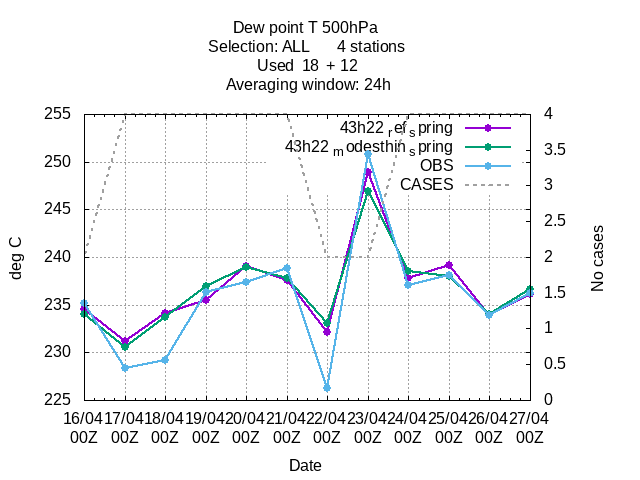 Dew point T 500hPa
Selection: ALL      4 stations
Used  18  + 12
Averaging window: 24h
43h22 ref spring
43h22 modesthin spring
OBS
CASES
deg C
255
250
245
240
235
230
225
No cases
4
3.5
3
2.5
2
1.5
1
0.5
0
16/04 17/04 18/04 19/04 20/04 21/04 22/04 23/04 24/04 25/04 26/04 27/04
00Z 00Z 00Z 00Z 00Z 00Z 00Z 00Z 00Z 00Z 00Z 00Z
Date